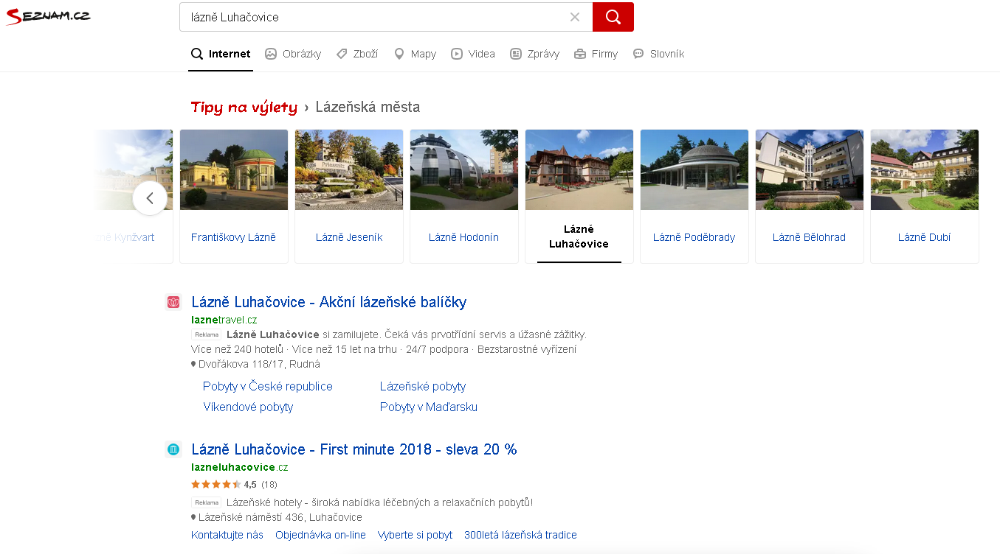 SEZNAM.CZ
lázně Luhačovice
Internet Obrázky Zboží Mapy Videa Zprávy Firmy Slovník
Tipy na výlety › Lázeňská města
Priessnitz
Kynžvart Františkovy Lázně Lázně Jeseník Lázně Hodonín Lázně Luhačovice Lázně Poděbrady Lázně Bělohrad Lázně Dubí
Lázně Luhačovice - Akční lázeňské balíčky
laznetravel.cz
Reklama Lázně Luhačovice si zamilujete. Čeká vás prvotřídní servis a úžasné zážitky.
Více než 240 hotelů · Více než 15 let na trhu · 24/7 podpora · Bezstarostné vyřízení
Dvořákova 118/17, Rudná
Pobyty v České republice Lázeňské pobyty
Víkendové pobyty Pobyty v Maďarsku
Lázně Luhačovice - First minute 2018 - sleva 20 %
lazneluhacovice.cz
4,5 (18)
Reklama Lázeňské hotely - široká nabídka léčebných a relaxačních pobytů!
Lázeňské náměstí 436, Luhačovice
Kontaktujte nás Objednávka on-line Vyberte si pobyt 300letá lázeňská tradice